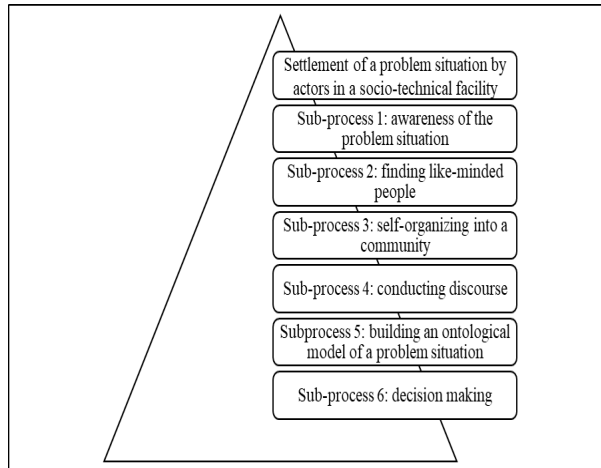 Settlement of a problem situation by
actors in a socio-technical facility
Sub-process 1: awareness of the
problem situation
Sub-process 2: finding like-minded
people
Sub-process 3: self-organizing into a
community
Sub-process 4: conducting discourse
Subprocess 5: building an ontological
model of a problem situation
Sub-process 6: decision making